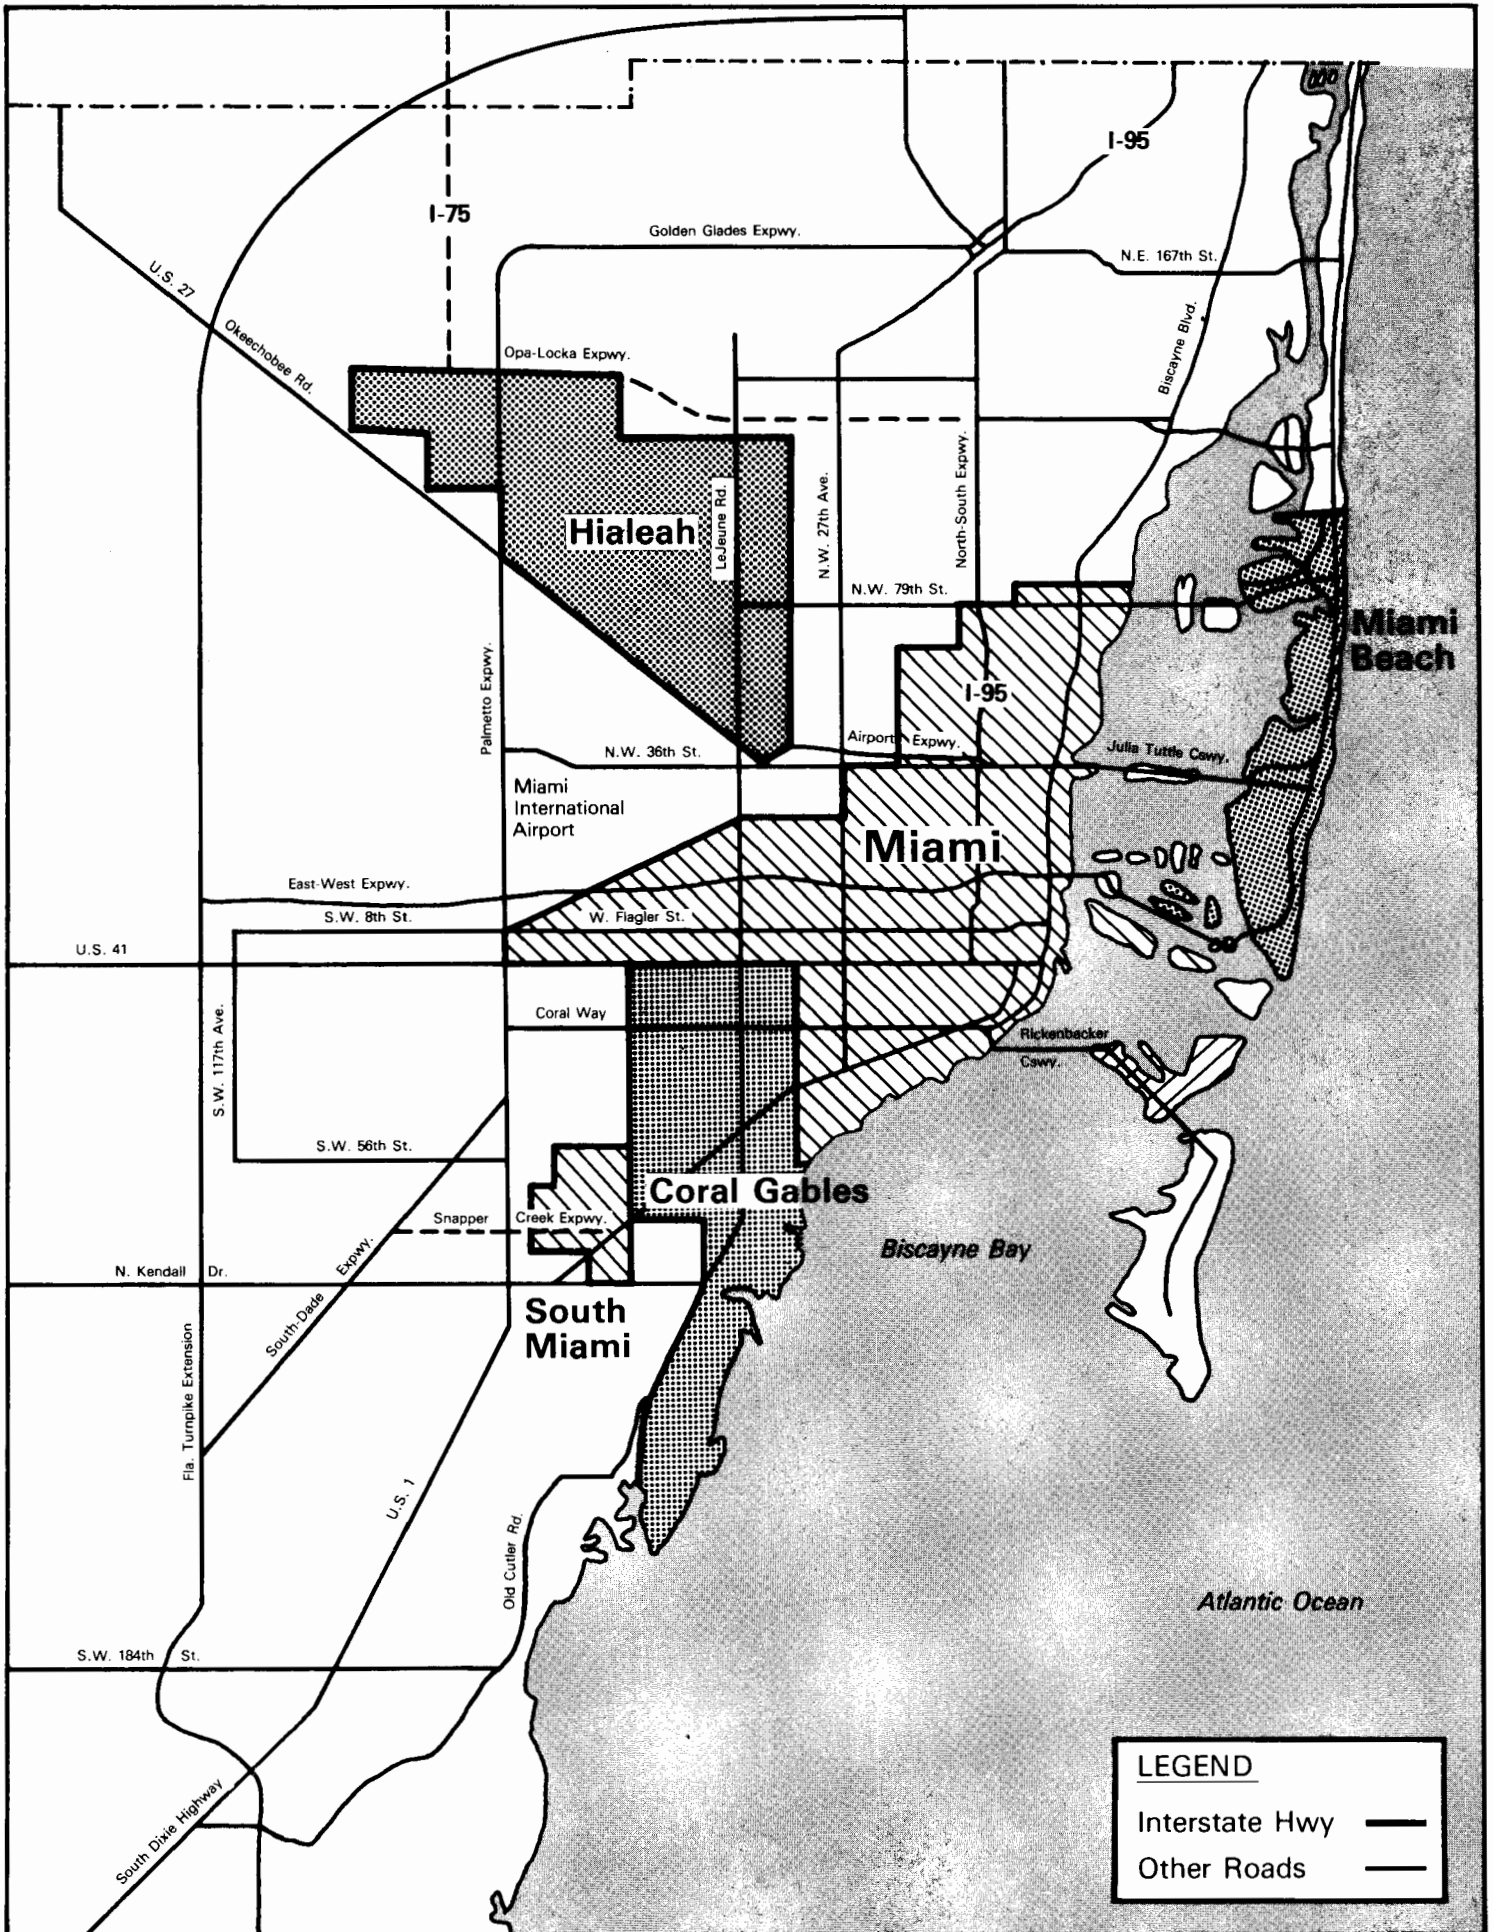 I-95
I-75
Golden Glades Expwy.
N.E. 167th St.
U.S. 27
Okeechobee Rd.
Biscayne Blvd.
Opa-Locka Expwy.
Hialeah
LeJeune Rd.
N.W. 27th Ave.
North-South Expwy.
N.W. 79th St.
Miami
Beach
Palmetto Expwy.
I-95
N.W. 36th St.
Airport Expwy.
Julia Tuttle Cswy.
Miami
International
Airport
Miami
East-West Expwy.
S.W. 8th St.
W. Flagler St.
U.S. 41
Coral Way
Rickenbacker
Cswy.
S.W. 117th Ave.
S.W. 56th St.
Coral Gables
Snapper Creek Expwy.
Biscayne Bay
N. Kendall Dr.
South-Dade Expwy.
South
Miami
Fla. Turnpike Extension
U.S. 1
Old Cutler Rd.
Atlantic Ocean
S.W. 184th St.
South Dixie Highway
LEGEND
Interstate Hwy
Other Roads